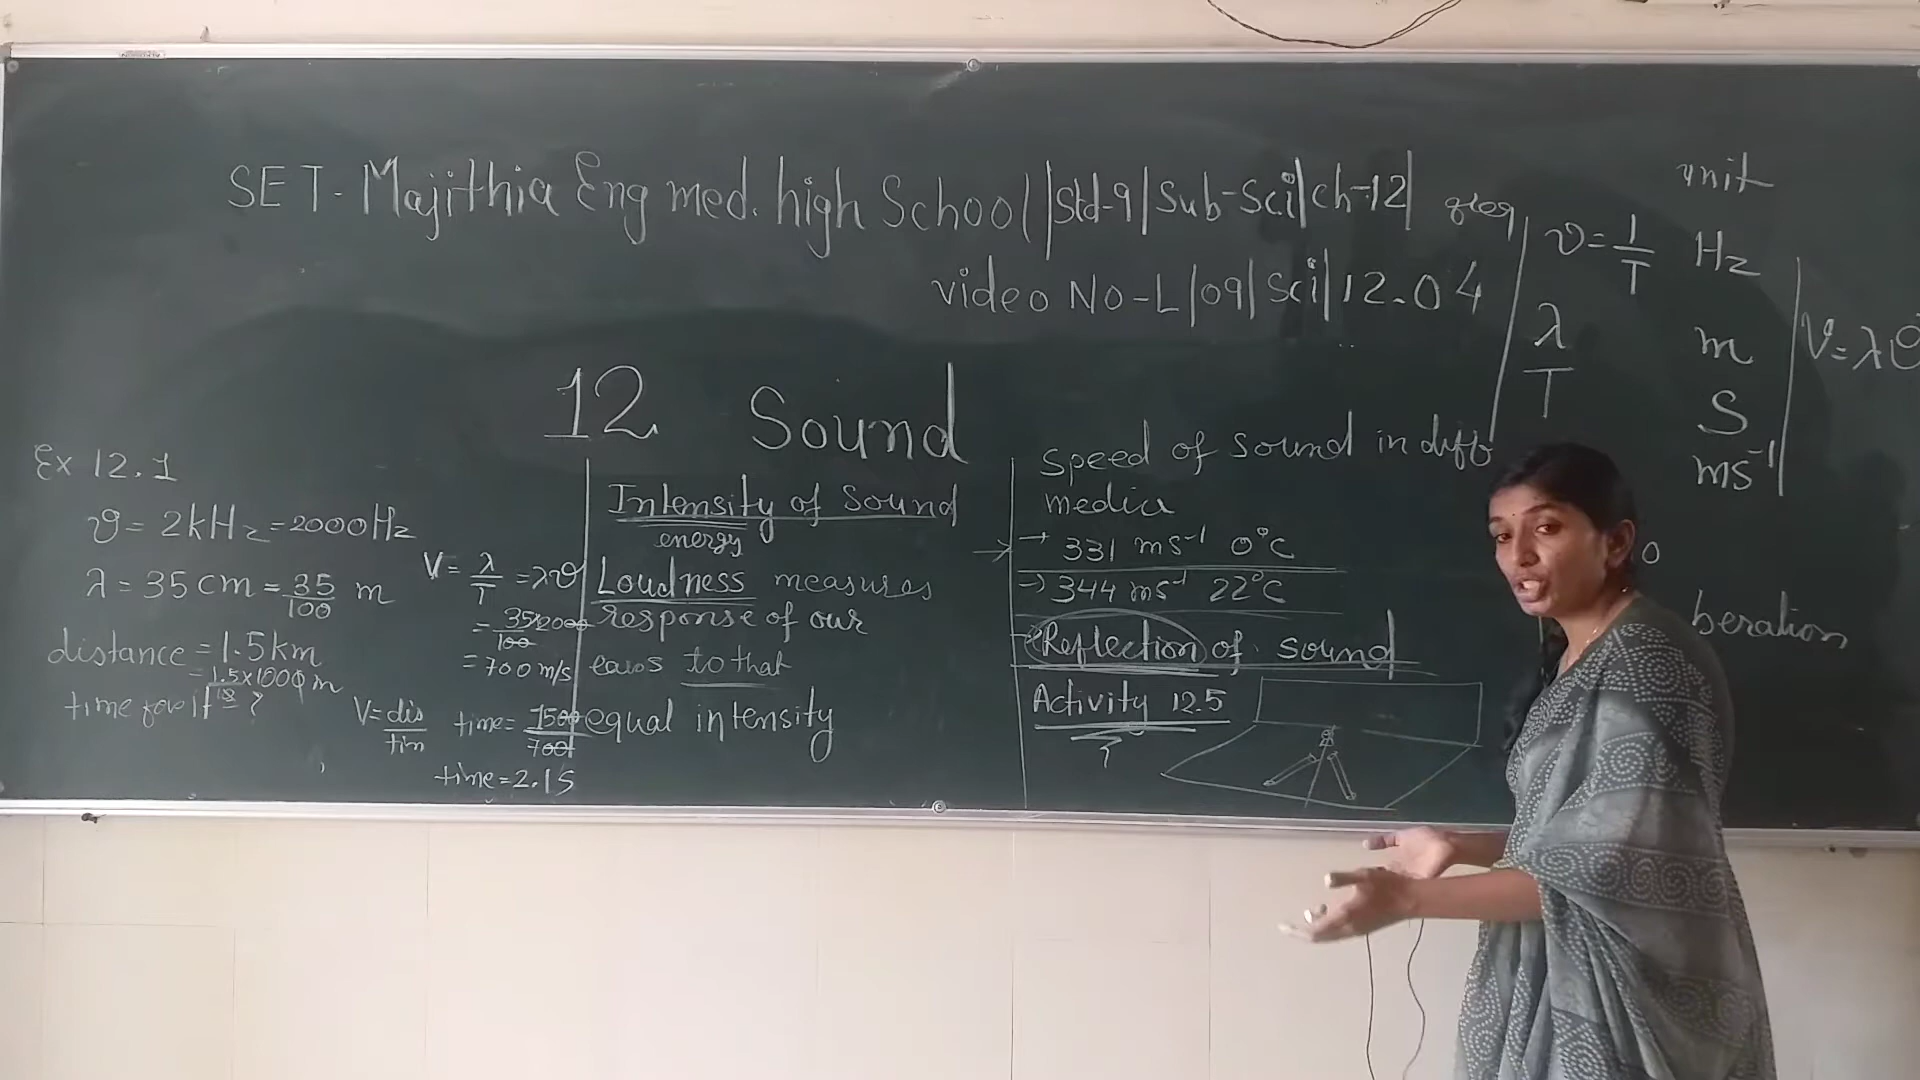 SET-Majithia Eng med. high School |Std-9|Sub-Sci|Ch-12|
video NO-L|09|Sci|12.04
12 Sound
Ex 12.1
ν = 2kHz = 2000Hz
λ = 35 cm = 35/100 m
distance = 1.5km
= 1.5x1000 m
time
V = λ/T = λν
= 35x2000/100
= 700 m/s
V = dis/tim
time = 1500/700
time = 2.1s
Intensity of Sound
energy
Loudness measures
response of our
ears to that
equal intensity
Speed of sound in diff
media
→ 331 ms⁻¹ 0°C
→ 344 ms⁻¹ 22°C
Reflection of sound
Activity 12.5
?
unit
ν = 1/T Hz
λ m
T S
ms⁻¹
V = λν
beration